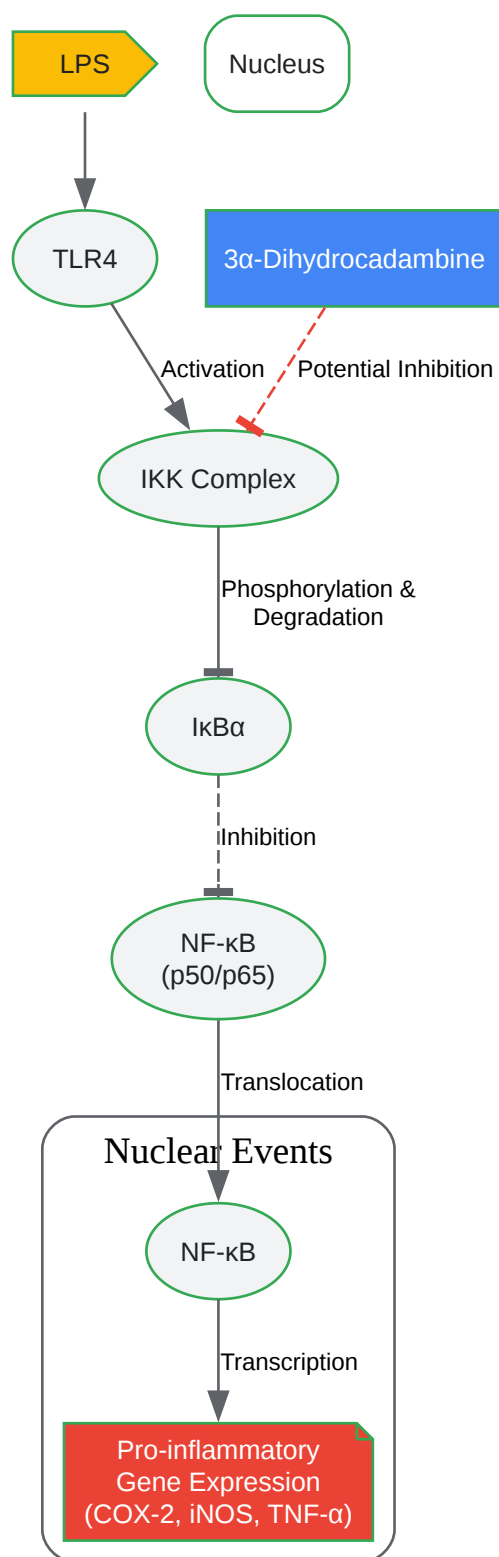 LPS
Nucleus
TLR4
3α-Dihydrocadambine
Activation
Potential Inhibition
IKK Complex
Phosphorylation &
Degradation
IκBα
Inhibition
NF-κB
(p50/p65)
Translocation
Nuclear Events
NF-κB
Transcription
Pro-inflammatory
Gene Expression
(COX-2, iNOS, TNF-α)